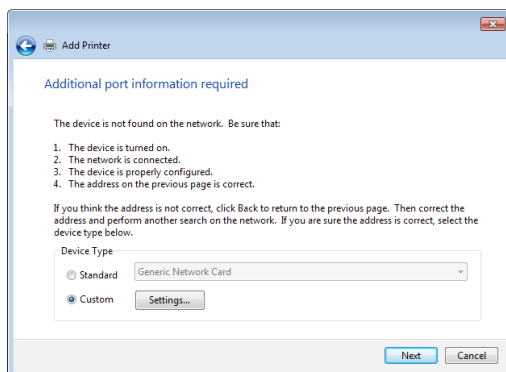 Add Printer
Additional port information required
The device is not found on the network. Be sure that:
1. The device is turned on.
2. The network is connected.
3. The device is properly configured.
4. The address on the previous page is correct.
If you think the address is not correct, click Back to return to the previous page. Then correct the
address and perform another search on the network. If you are sure the address is correct, select the
device type below.
Device Type
Standard
Generic Network Card
Custom
Settings...
Next
Cancel